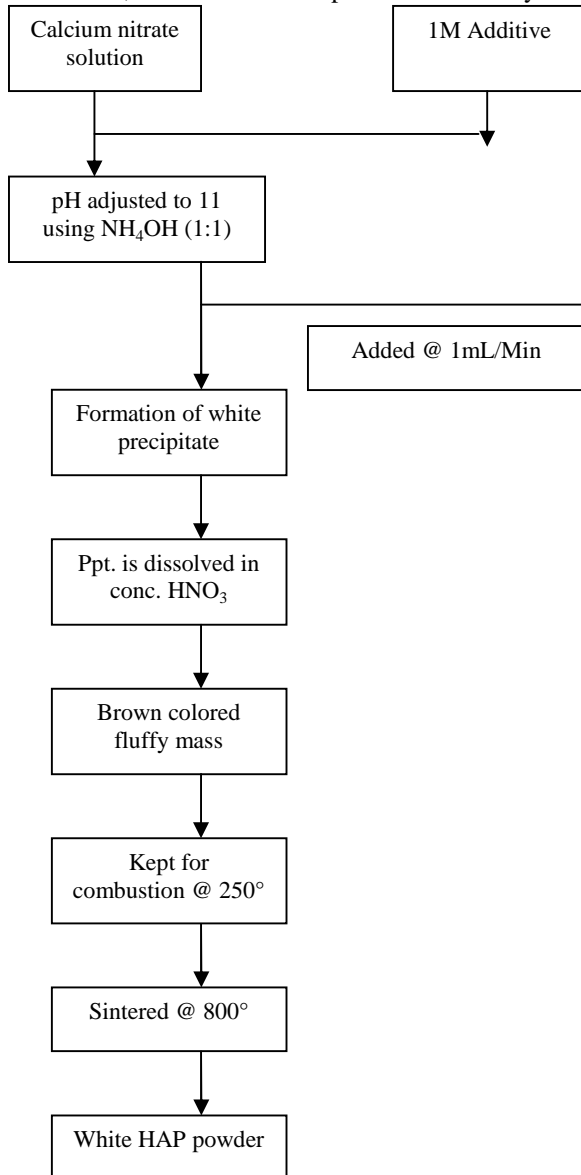 Calcium nitrate
solution
1M Additive
pH adjusted to 11
using NH₄OH (1:1)
Added @ 1mL/Min
Formation of white
precipitate
Ppt. is dissolved in
conc. HNO₃
Brown colored
fluffy mass
Kept for
combustion @ 250°
Sintered @ 800°
White HAP powder